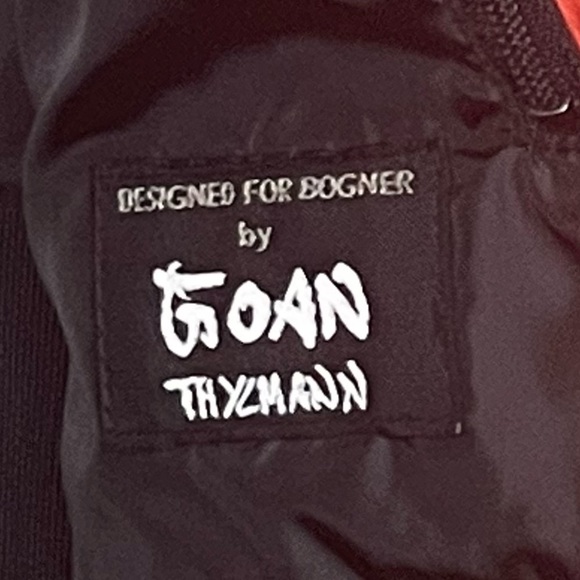 DESIGNED FOR BOGNER
by
GOAN
THYLMANN